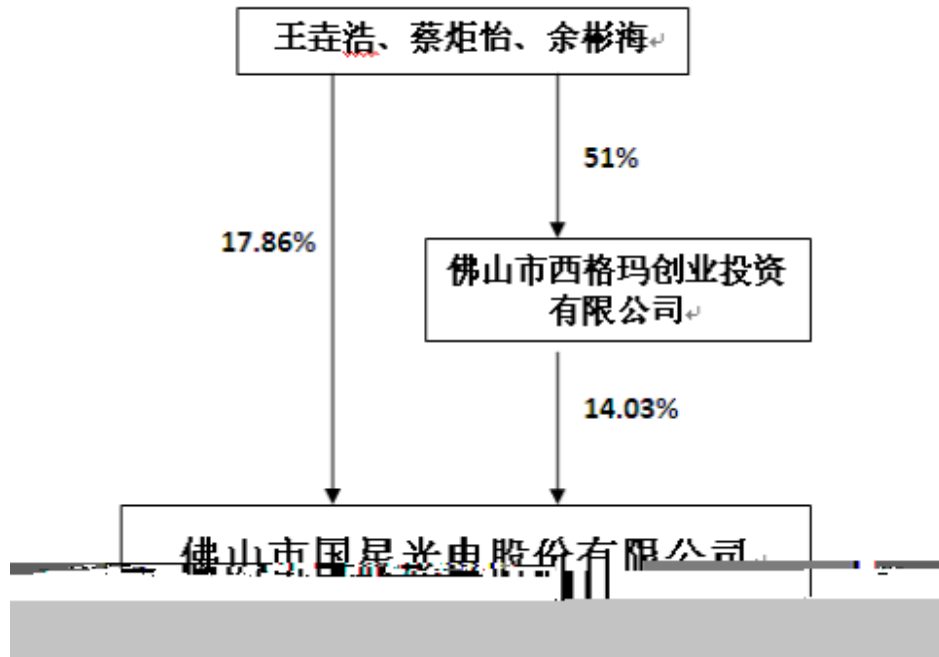 王垚浩、蔡炬怡、余彬海
51%
17.86%
佛山市西格玛创业投资
有限公司
14.03%
佛山市国星光电股份有限公司